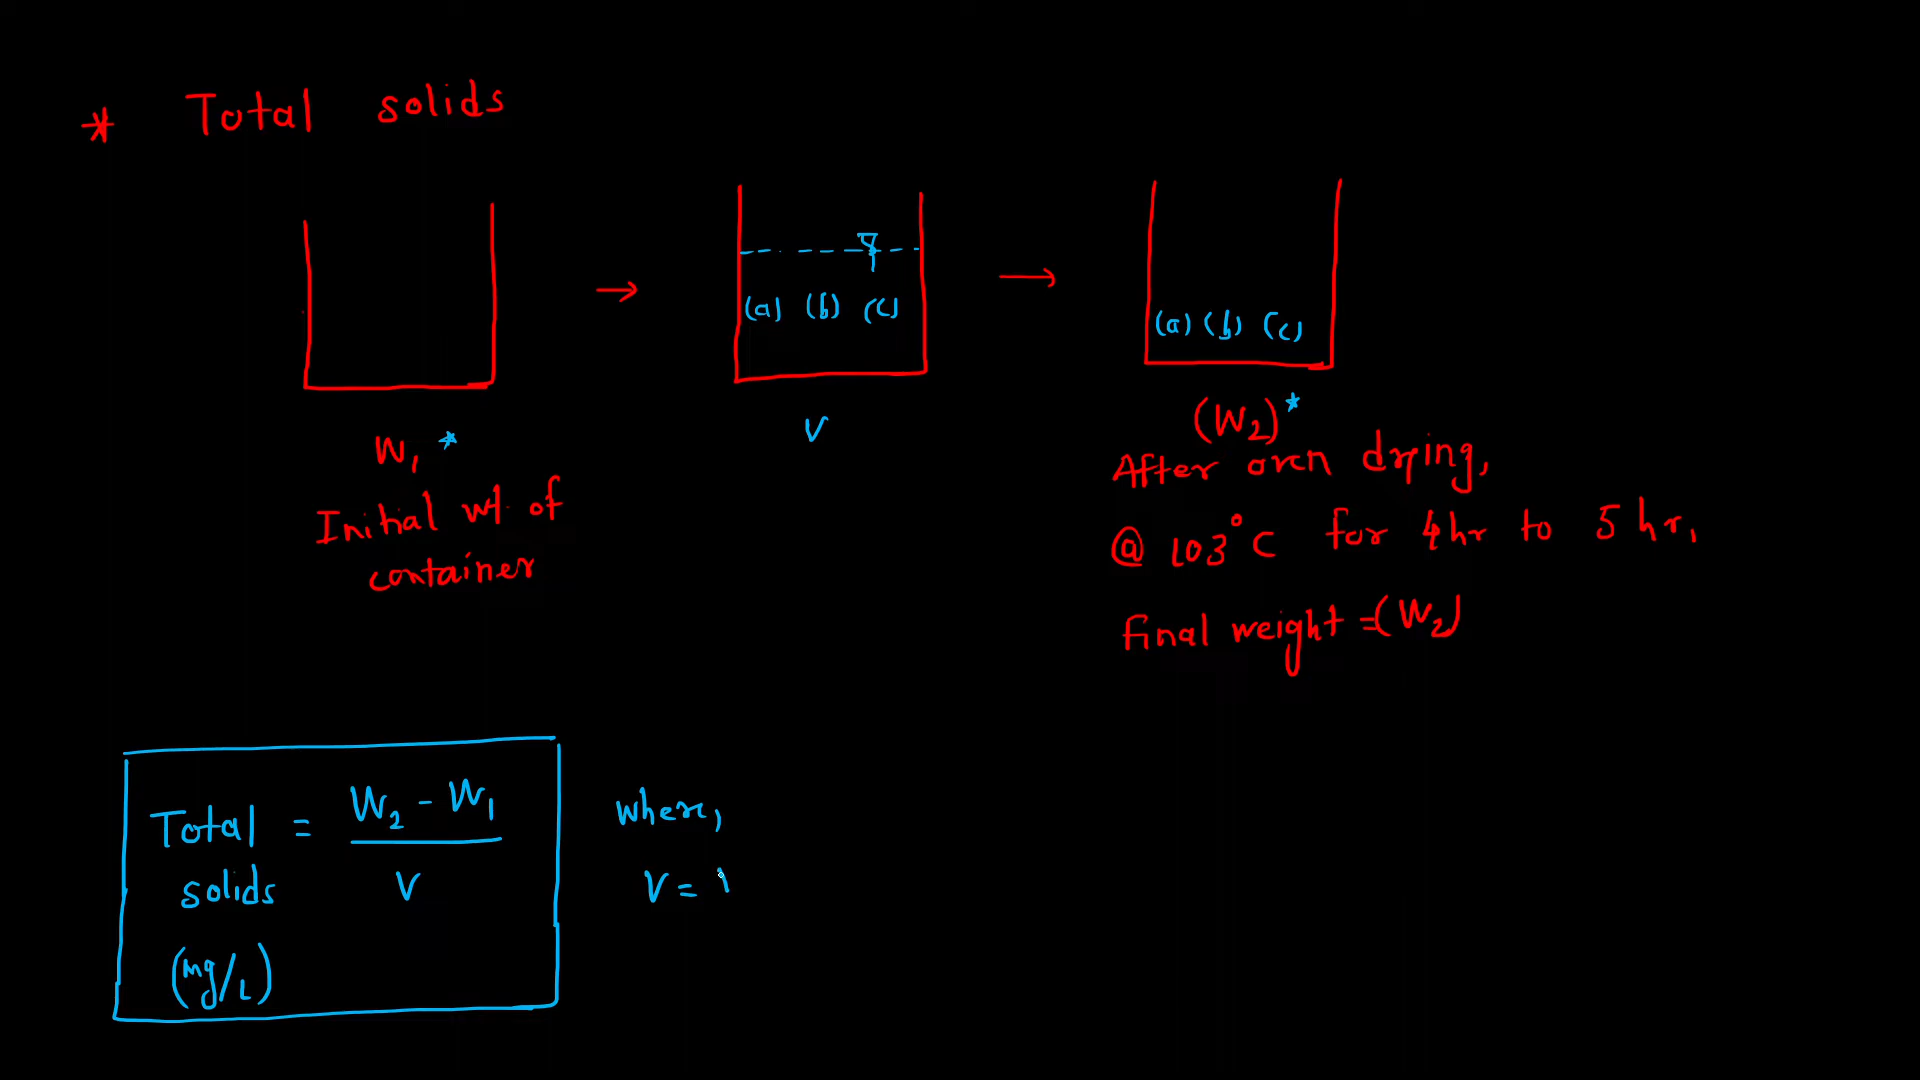 * Total solids
(a) (b) (c)
(a) (b) (c)
W₁ *
Initial wt. of
container
V
(W₂)*
After oven drying,
@ 103°C for 4hr to 5hr,
final weight = (W₂)
Total solids (mg/L) = W₂ - W₁ / V
where,
V =